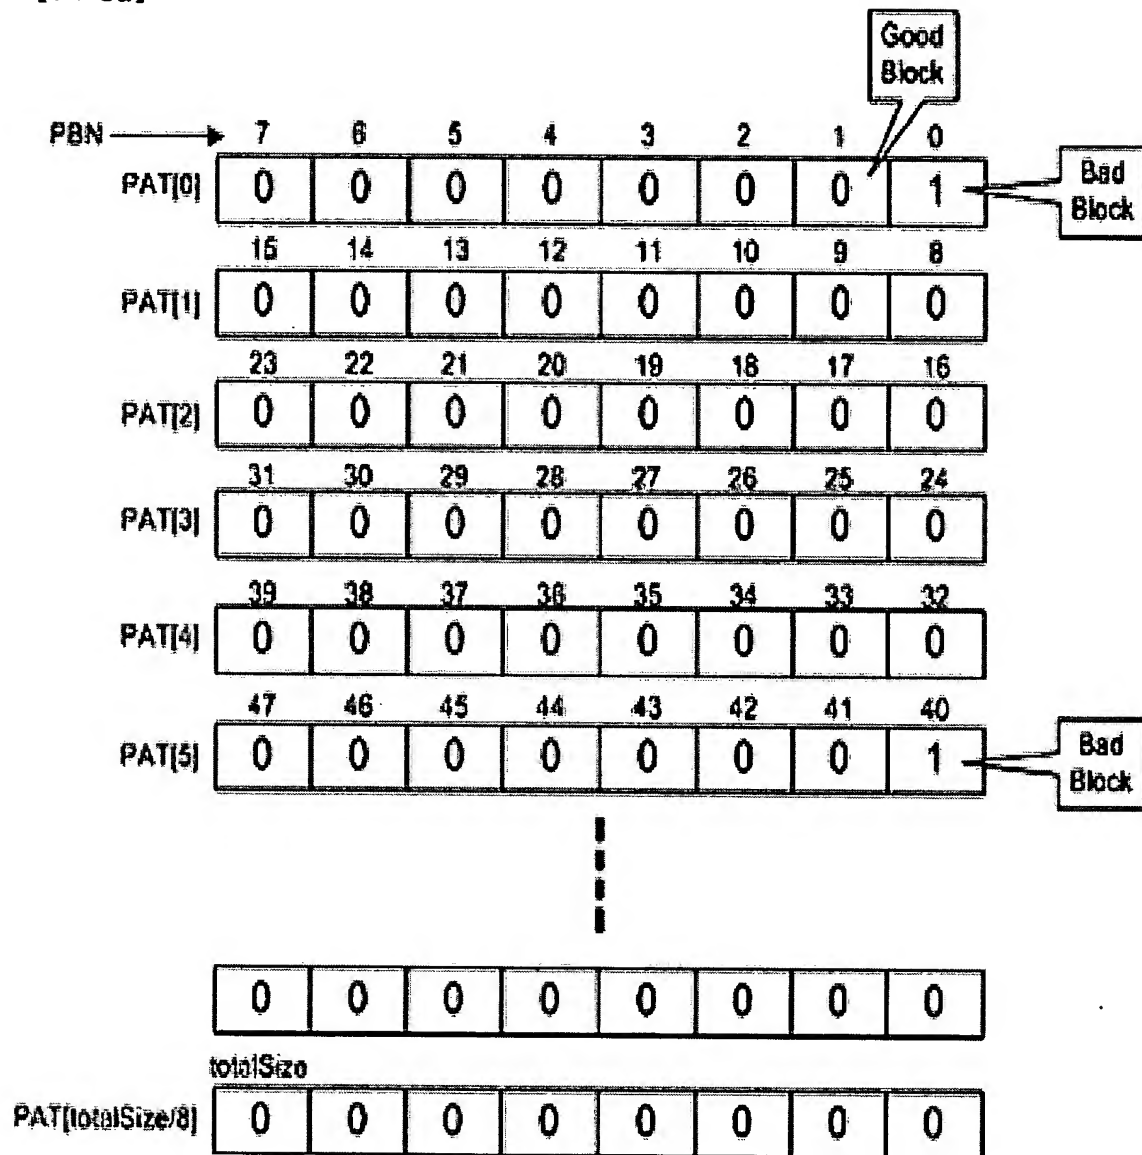 Good
Block
PBN 7 6 5 4 3 2 1 0
PAT[0] 0 0 0 0 0 0 0 1
Bad
Block
15 14 13 12 11 10 9 8
PAT[1] 0 0 0 0 0 0 0 0
23 22 21 20 19 18 17 16
PAT[2] 0 0 0 0 0 0 0 0
31 30 29 28 27 26 25 24
PAT[3] 0 0 0 0 0 0 0 0
39 38 37 36 35 34 33 32
PAT[4] 0 0 0 0 0 0 0 0
47 46 45 44 43 42 41 40
PAT[5] 0 0 0 0 0 0 0 1
Bad
Block
0 0 0 0 0 0 0 0
totalSize
PAT[totalSize/8] 0 0 0 0 0 0 0 0